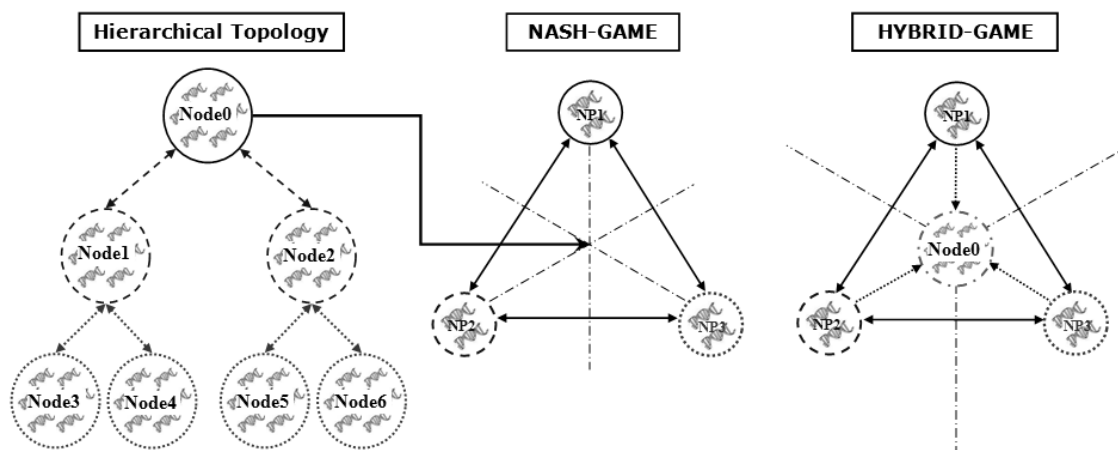 Hierarchical Topology
NASH-GAME
HYBRID-GAME
Node0
Node1
Node2
Node3
Node4
Node5
Node6
NP1
NP2
NP3
NP1
Node0
NP2
NP3